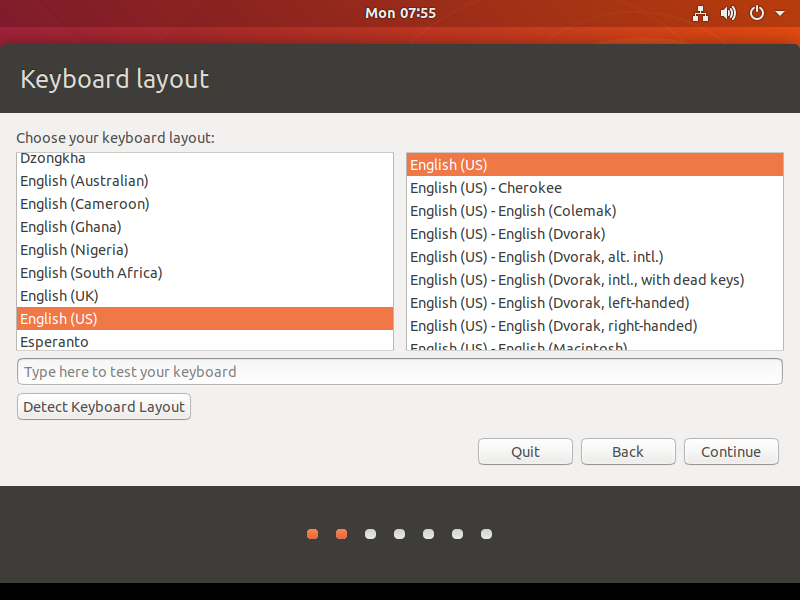 Mon 07:55
Keyboard layout
Choose your keyboard layout:
Dzongkha
English (Australian)
English (Cameroon)
English (Ghana)
English (Nigeria)
English (South Africa)
English (UK)
English (US)
Esperanto
English (US)
English (US) - Cherokee
English (US) - English (Colemak)
English (US) - English (Dvorak)
English (US) - English (Dvorak, alt. intl.)
English (US) - English (Dvorak, intl., with dead keys)
English (US) - English (Dvorak, left-handed)
English (US) - English (Dvorak, right-handed)
English (US) - English (Macintosh)
Type here to test your keyboard
Detect Keyboard Layout
Quit
Back
Continue